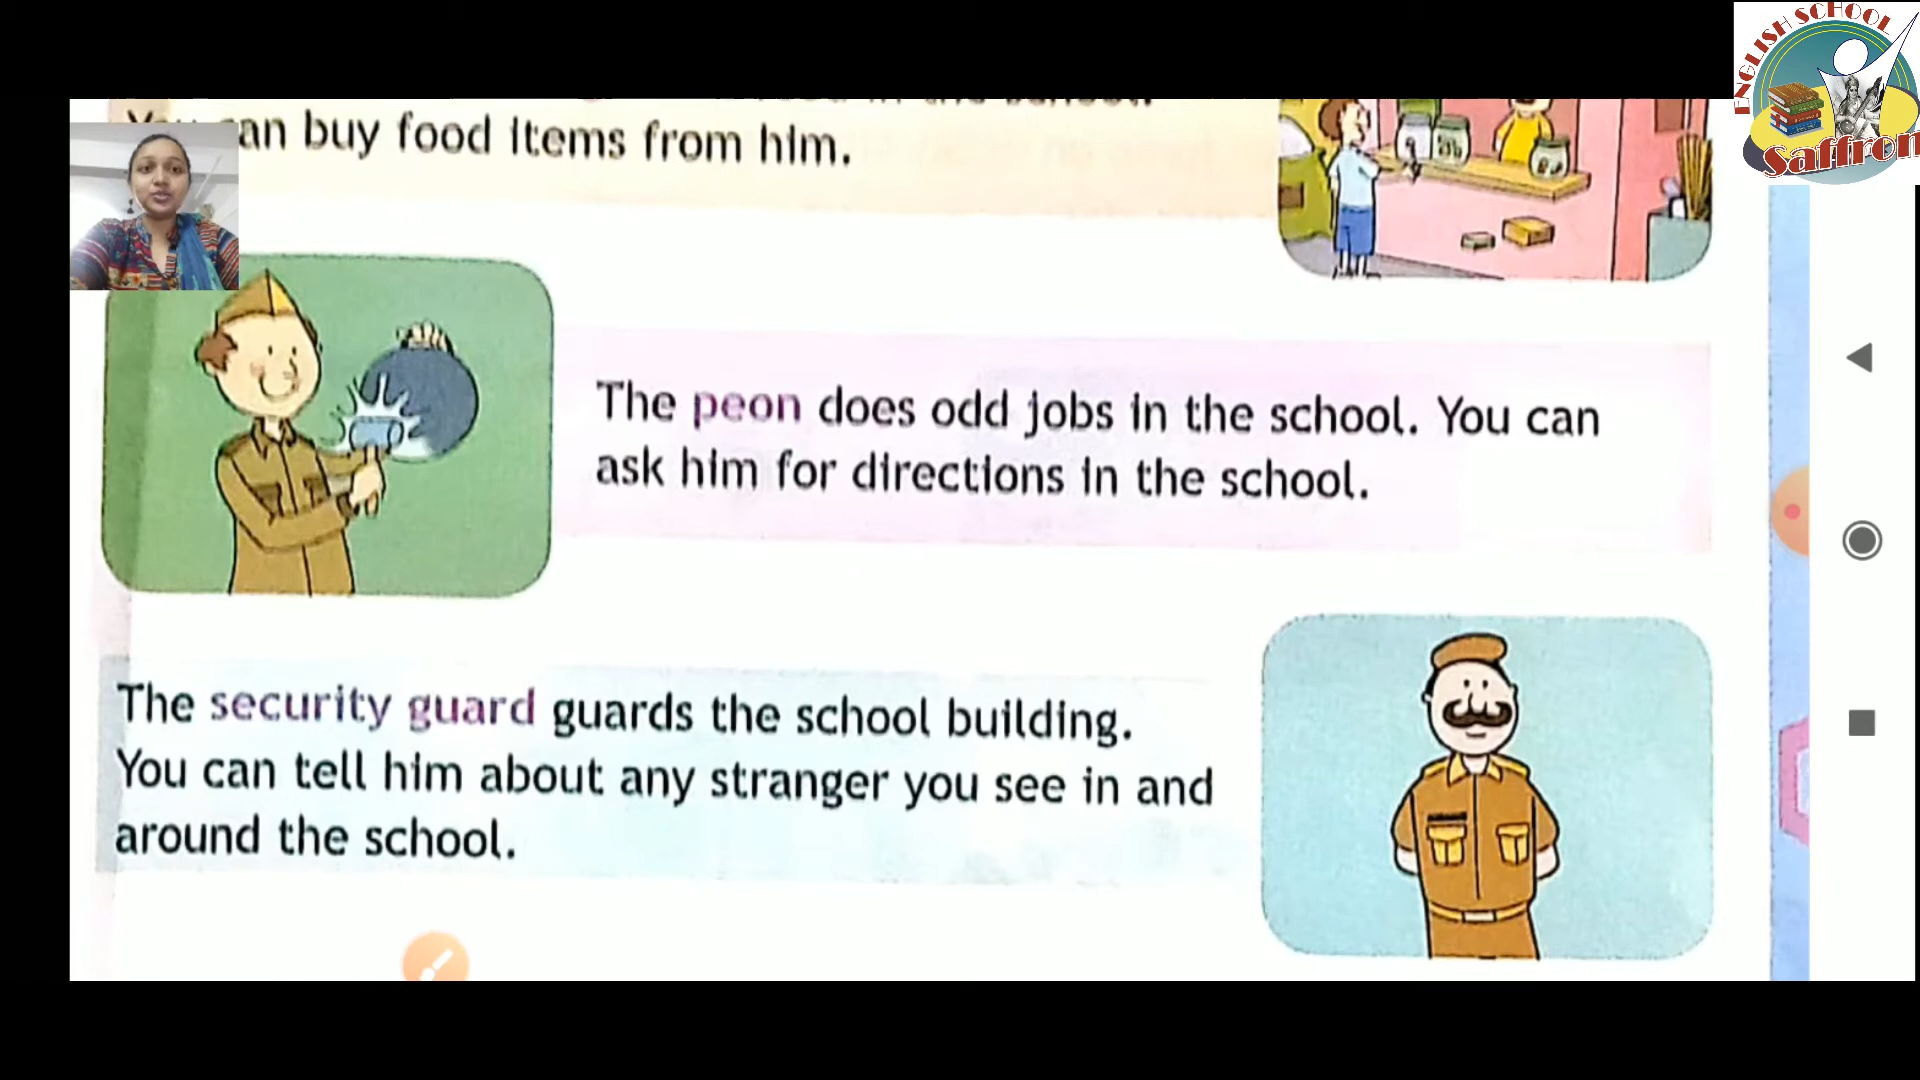 ENGLISH SCHOOL
Saffron
can buy food items from him.
The peon does odd jobs in the school. You can
ask him for directions in the school.
The security guard guards the school building.
You can tell him about any stranger you see in and
around the school.